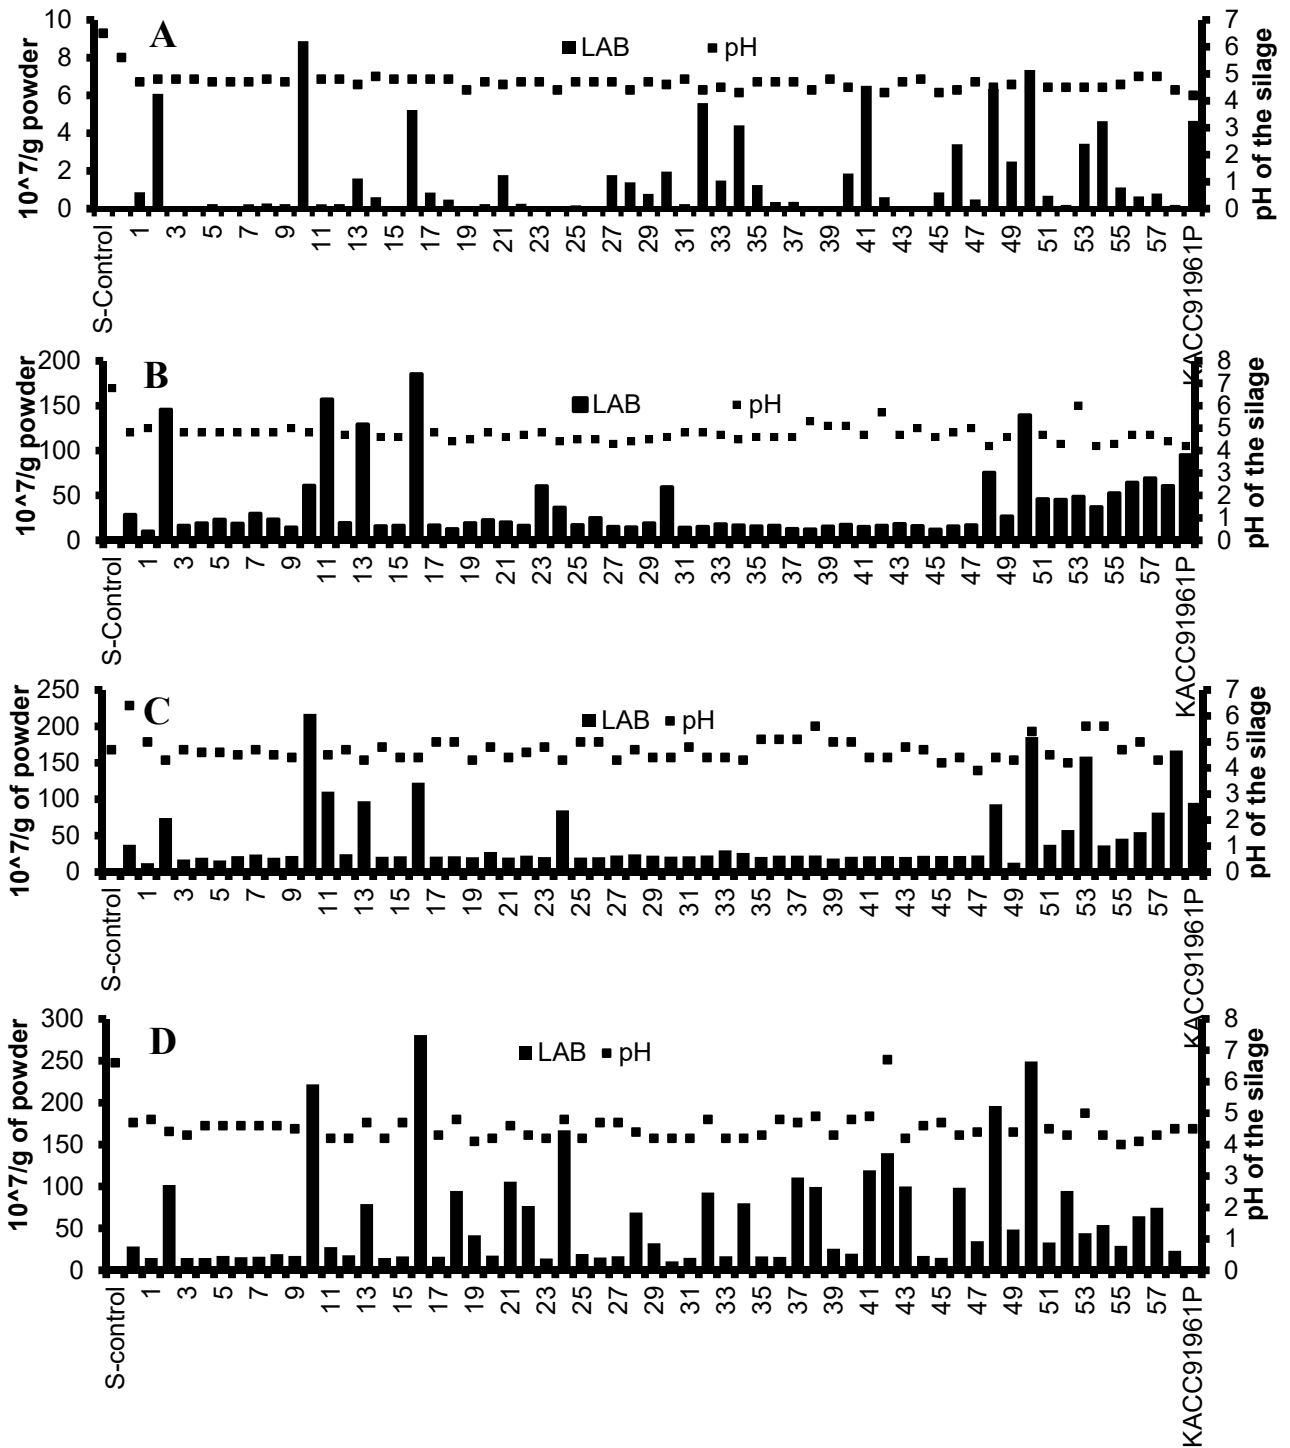 A
LAB pH
10^7/g powder
10
8
6
4
2
0
7
6
5
4
3
2
1
0
pH of the silage
S-Control 1 3 5 7 9 11 13 15 17 19 21 23 25 27 29 31 33 35 37 39 41 43 45 47 49 51 53 55 57 KACC91961P
B
LAB pH
10^7/g powder
200
150
100
50
0
8
7
6
5
4
3
2
1
0
pH of the silage
S-Control 1 3 5 7 9 11 13 15 17 19 21 23 25 27 29 31 33 35 37 39 41 43 45 47 49 51 53 55 57 KACC91961P
C
LAB pH
10^7/g of powder
250
200
150
100
50
0
7
6
5
4
3
2
1
0
pH of the silage
S-control 1 3 5 7 9 11 13 15 17 19 21 23 25 27 29 31 33 35 37 39 41 43 45 47 49 51 53 55 57 KACC91961P
D
LAB pH
10^7/g of powder
300
250
200
150
100
50
0
8
7
6
5
4
3
2
1
0
pH of the silage
S-control 1 3 5 7 9 11 13 15 17 19 21 23 25 27 29 31 33 35 37 39 41 43 45 47 49 51 53 55 57 KACC91961P